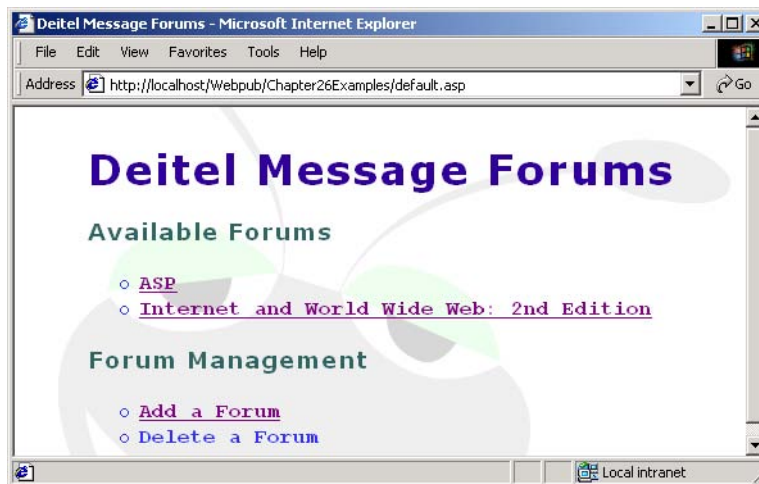 Deitel Message Forums - Microsoft Internet Explorer
File Edit View Favorites Tools Help
Address http://localhost/Webpub/Chapter26Examples/default.asp Go
Deitel Message Forums
Available Forums
ASP
Internet and World Wide Web: 2nd Edition
Forum Management
Add a Forum
Delete a Forum
Local intranet